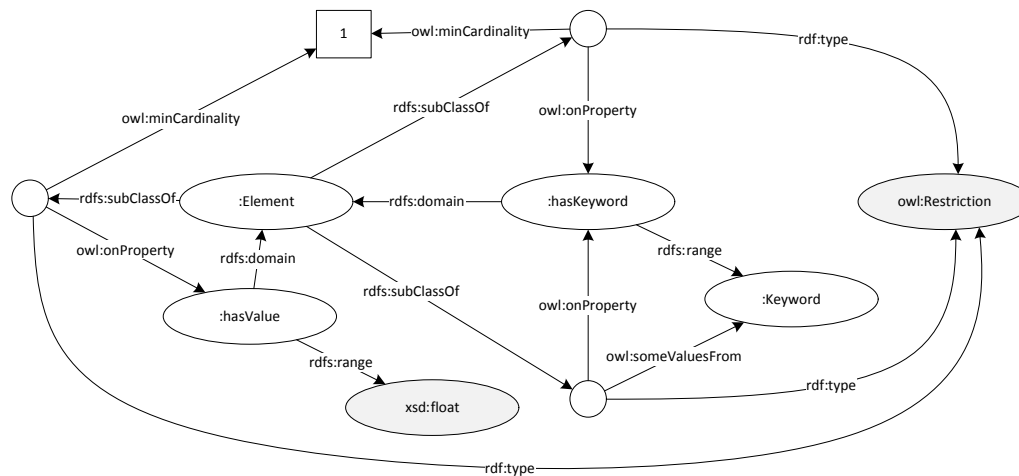 1
owl:minCardinality
rdf:type
rdfs:subClassOf
owl:onProperty
owl:minCardinality
rdfs:subClassOf
:Element
rdfs:domain
:hasKeyword
owl:Restriction
owl:onProperty
rdfs:domain
rdfs:range
rdfs:subClassOf
owl:onProperty
:Keyword
:hasValue
rdfs:range
owl:someValuesFrom
rdf:type
xsd:float
rdf:type